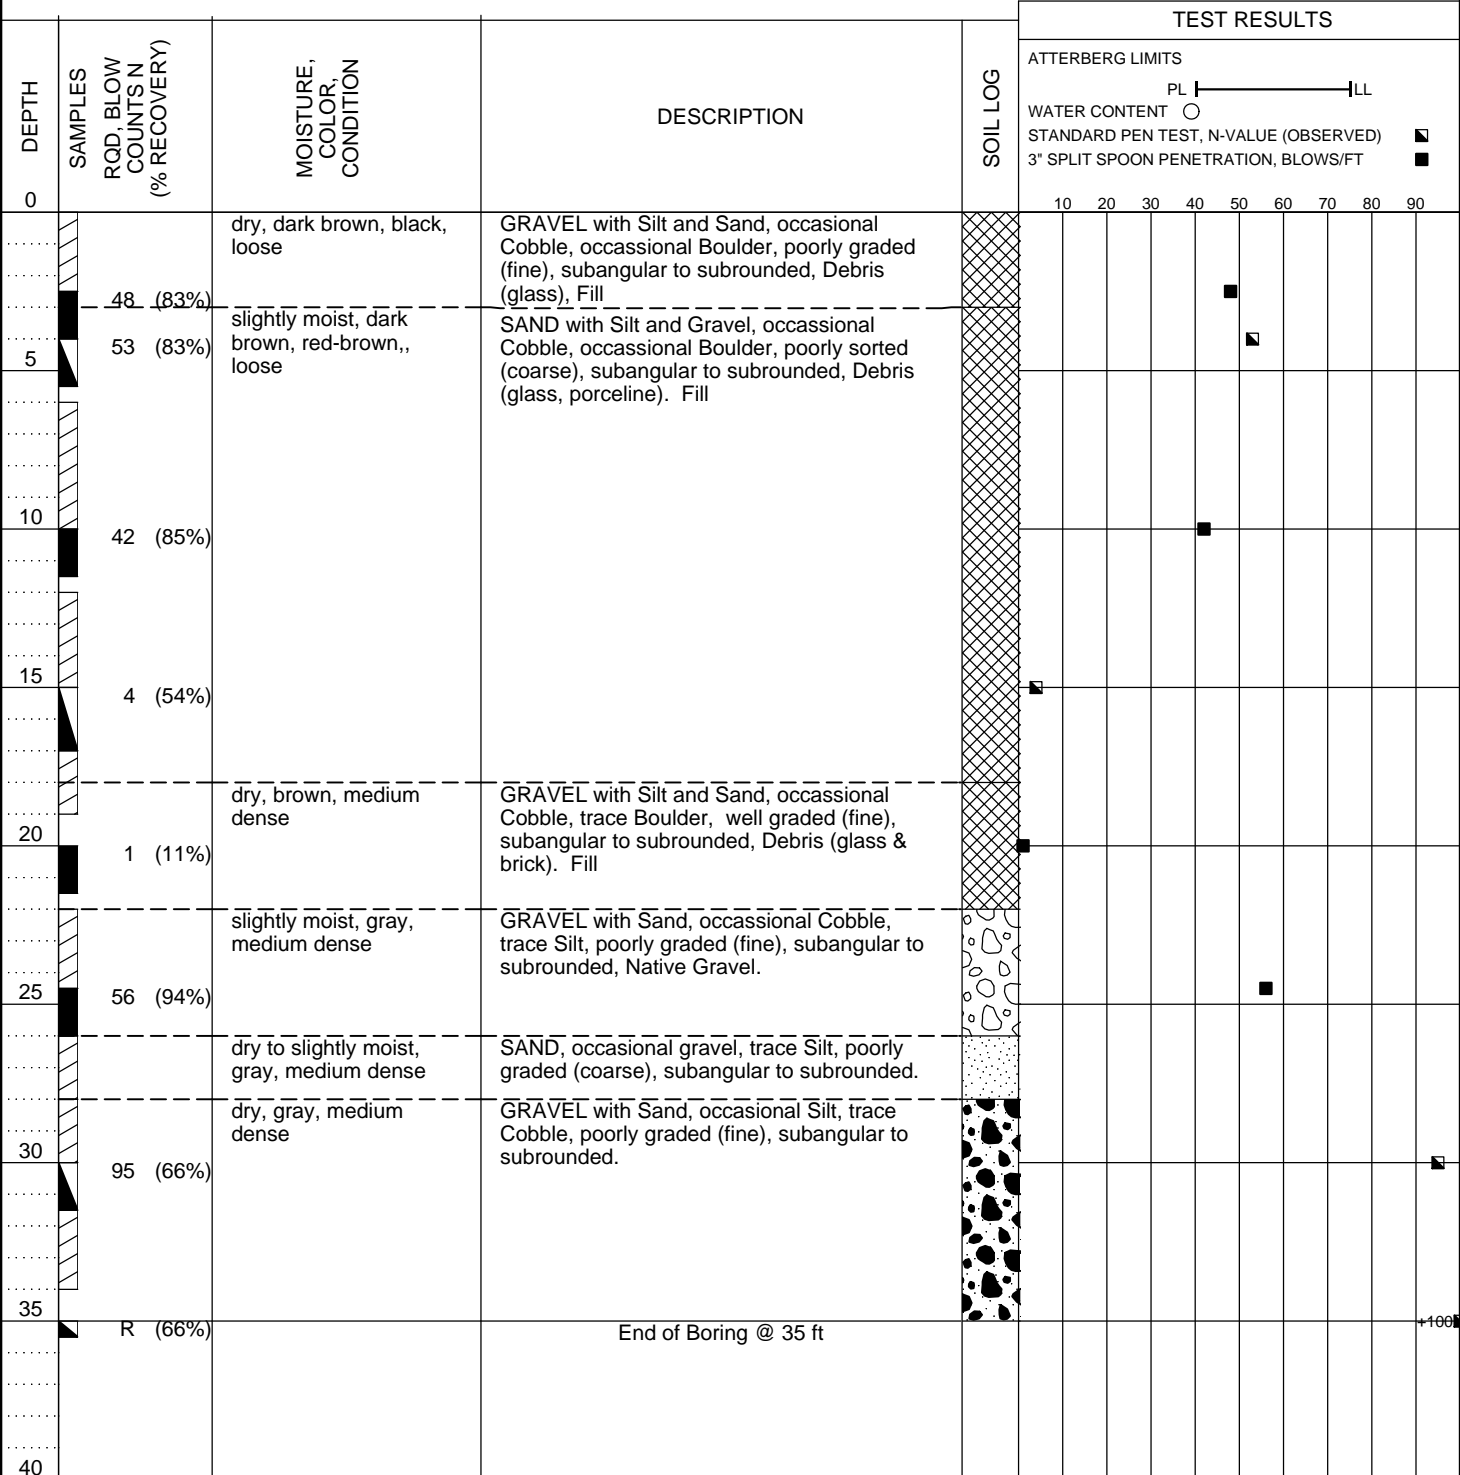 TEST RESULTS
DEPTH
SAMPLES
RQD, BLOW
COUNTS N
(% RECOVERY)
MOISTURE,
COLOR,
CONDITION
DESCRIPTION
SOIL LOG
ATTERBERG LIMITS
PL LL
WATER CONTENT
STANDARD PEN TEST, N-VALUE (OBSERVED)
3" SPLIT SPOON PENETRATION, BLOWS/FT
0
10 20 30 40 50 60 70 80 90
dry, dark brown, black,
loose
GRAVEL with Silt and Sand, occasional
Cobble, occassional Boulder, poorly graded
(fine), subangular to subrounded, Debris
(glass), Fill
48 (83%)
slightly moist, dark
brown, red-brown,,
loose
SAND with Silt and Gravel, occassional
Cobble, occassional Boulder, poorly sorted
(coarse), subangular to subrounded, Debris
(glass, porceline). Fill
53 (83%)
5
10
42 (85%)
15
4 (54%)
dry, brown, medium
dense
GRAVEL with Silt and Sand, occassional
Cobble, trace Boulder, well graded (fine),
subangular to subrounded, Debris (glass &
brick). Fill
20
1 (11%)
slightly moist, gray,
medium dense
GRAVEL with Sand, occassional Cobble,
trace Silt, poorly graded (fine), subangular to
subrounded, Native Gravel.
25
56 (94%)
dry to slightly moist,
gray, medium dense
SAND, occasional gravel, trace Silt, poorly
graded (coarse), subangular to subrounded.
dry, gray, medium
dense
GRAVEL with Sand, occasional Silt, trace
Cobble, poorly graded (fine), subangular to
subrounded.
30
95 (66%)
35
R (66%)
End of Boring @ 35 ft
+100
40